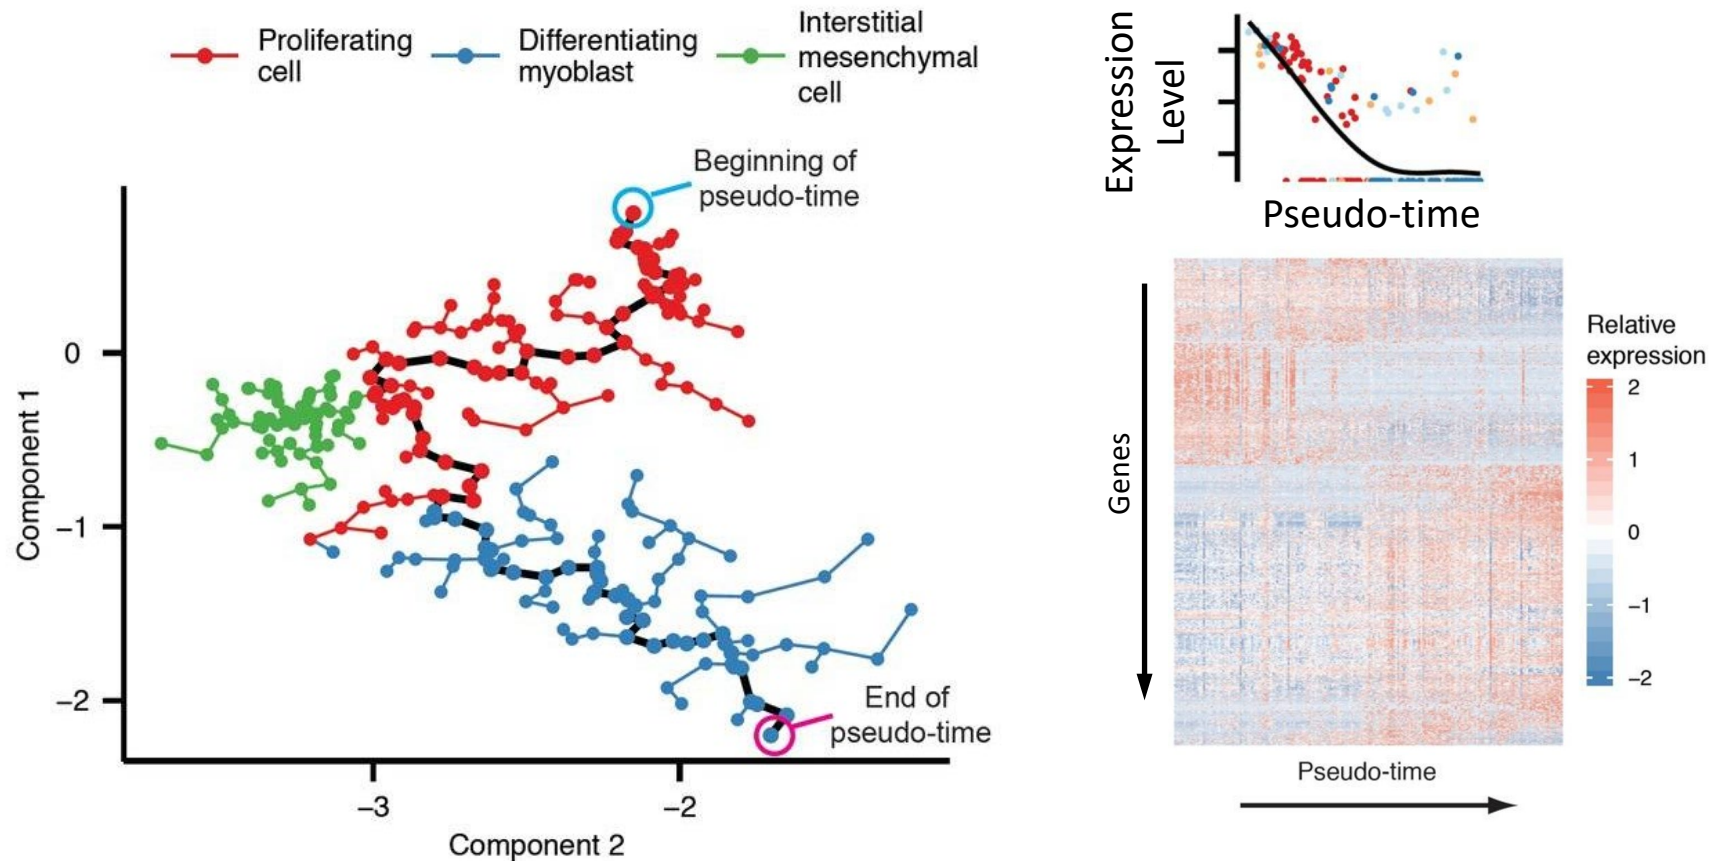 Proliferating
cell
Differentiating
myoblast
Interstitial
mesenchymal
cell
Beginning of
pseudo-time
0
−1
−2
Component 1
End of
pseudo-time
−3
−2
Component 2
Expression
Level
Pseudo-time
Genes
Relative
expression
2
1
0
−1
−2
Pseudo-time